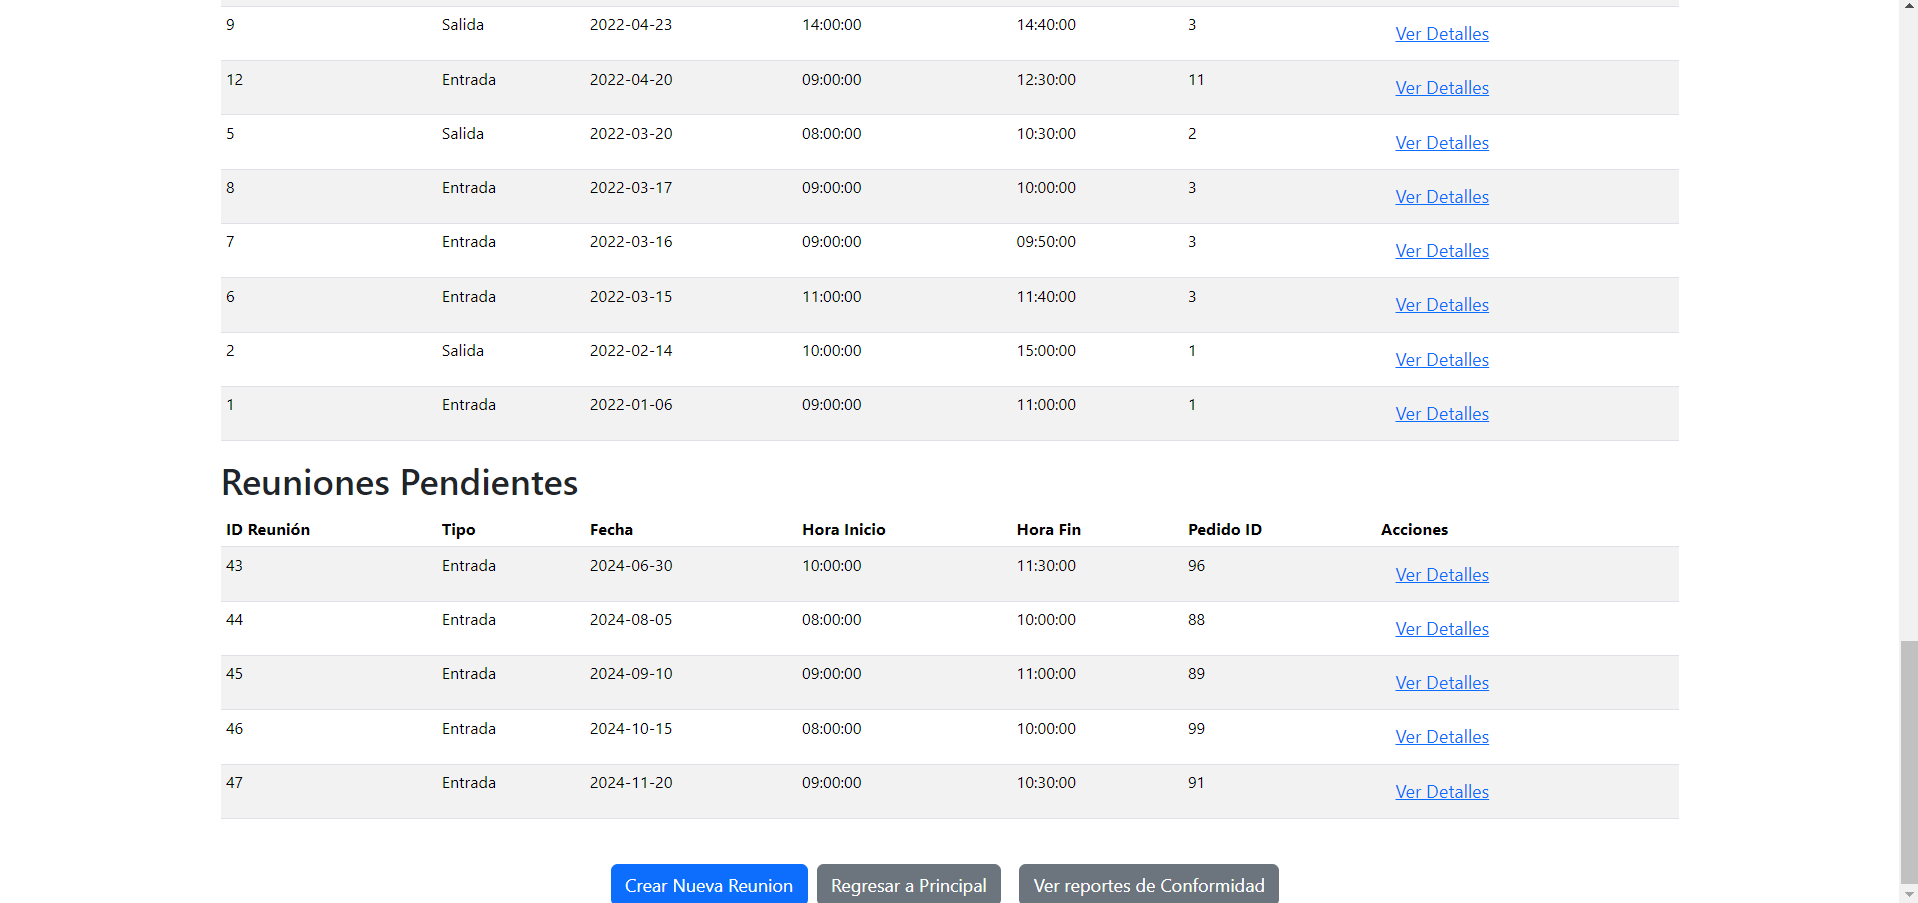 9 Salida 2022-04-23 14:00:00 14:40:00 3 Ver Detalles
12 Entrada 2022-04-20 09:00:00 12:30:00 11 Ver Detalles
5 Salida 2022-03-20 08:00:00 10:30:00 2 Ver Detalles
8 Entrada 2022-03-17 09:00:00 10:00:00 3 Ver Detalles
7 Entrada 2022-03-16 09:00:00 09:50:00 3 Ver Detalles
6 Entrada 2022-03-15 11:00:00 11:40:00 3 Ver Detalles
2 Salida 2022-02-14 10:00:00 15:00:00 1 Ver Detalles
1 Entrada 2022-01-06 09:00:00 11:00:00 1 Ver Detalles
Reuniones Pendientes
ID Reunión Tipo Fecha Hora Inicio Hora Fin Pedido ID Acciones
43 Entrada 2024-06-30 10:00:00 11:30:00 96 Ver Detalles
44 Entrada 2024-08-05 08:00:00 10:00:00 88 Ver Detalles
45 Entrada 2024-09-10 09:00:00 11:00:00 89 Ver Detalles
46 Entrada 2024-10-15 08:00:00 10:00:00 99 Ver Detalles
47 Entrada 2024-11-20 09:00:00 10:30:00 91 Ver Detalles
Crear Nueva Reunion Regresar a Principal Ver reportes de Conformidad